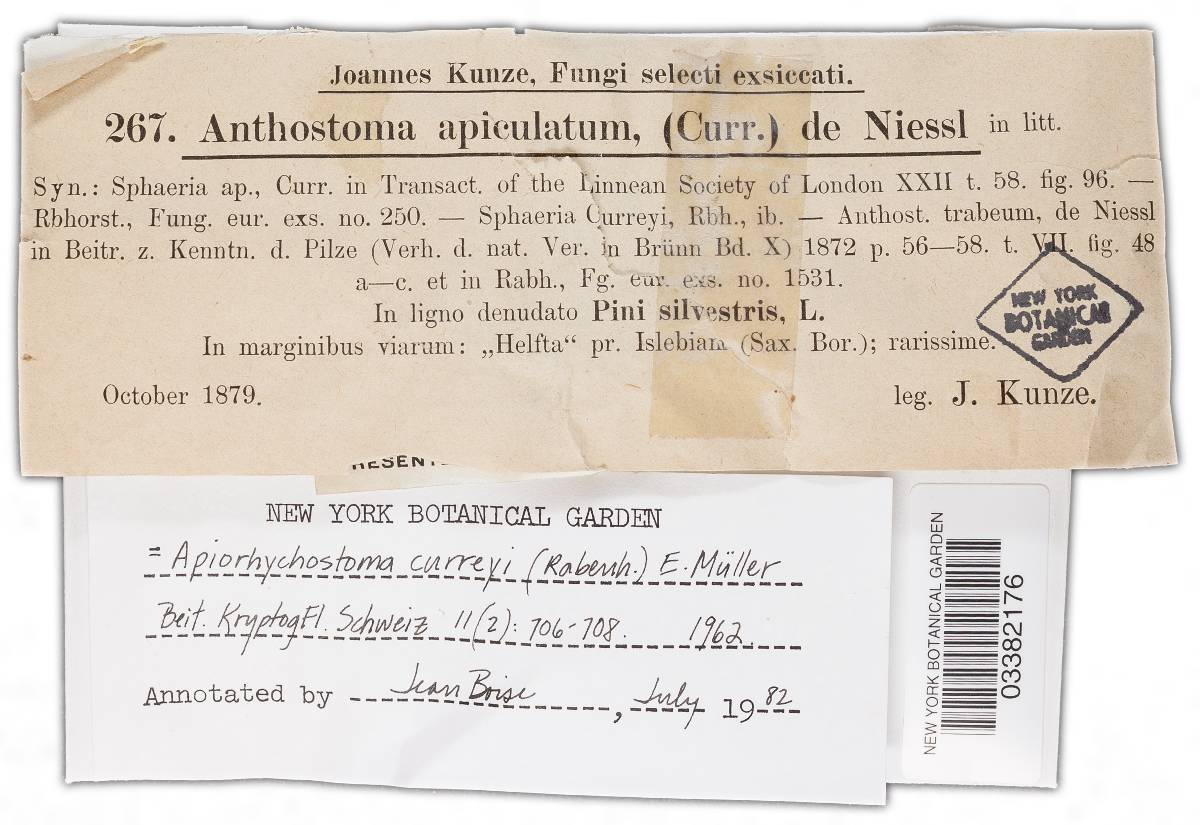 Joannes Kunze, Fungi selecti exsiccati.
267. Anthostoma apiculatum, (Curr.) de Niessl in litt.
Syn.: Sphaeria ap., Curr. in Transact. of the Linnean Society of London XXII t. 58. fig. 96. —
Rbhorst., Fung. eur. exs. no. 250. — Sphaeria Curreyi, Rbh., ib. — Anthost. trabeum, de Niessl
in Beitr. z. Kenntn. d. Pilze (Verh. d. nat. Ver. in Brünn Bd. X) 1872 p. 56—58. t. VII. fig. 48
a—c. et in Rabh., Fg. eur. exs. no. 1531.
In ligno denudato Pini silvestris, L.
In marginibus viarum: „Helfta“ pr. Islebiam (Sax. Bor.); rarissime.
NEW YORK
BOTANICAL
GARDEN
October 1879.
leg. J. Kunze.
NEW YORK BOTANICAL GARDEN
= Apiorhychostoma curreyi (Rabenh.) E. Müller
Beit. KryptogFl. Schweiz 11(2): 706-708. 1962.
Annotated by Jean Boise, July 1982
NEW YORK BOTANICAL GARDEN
03382176